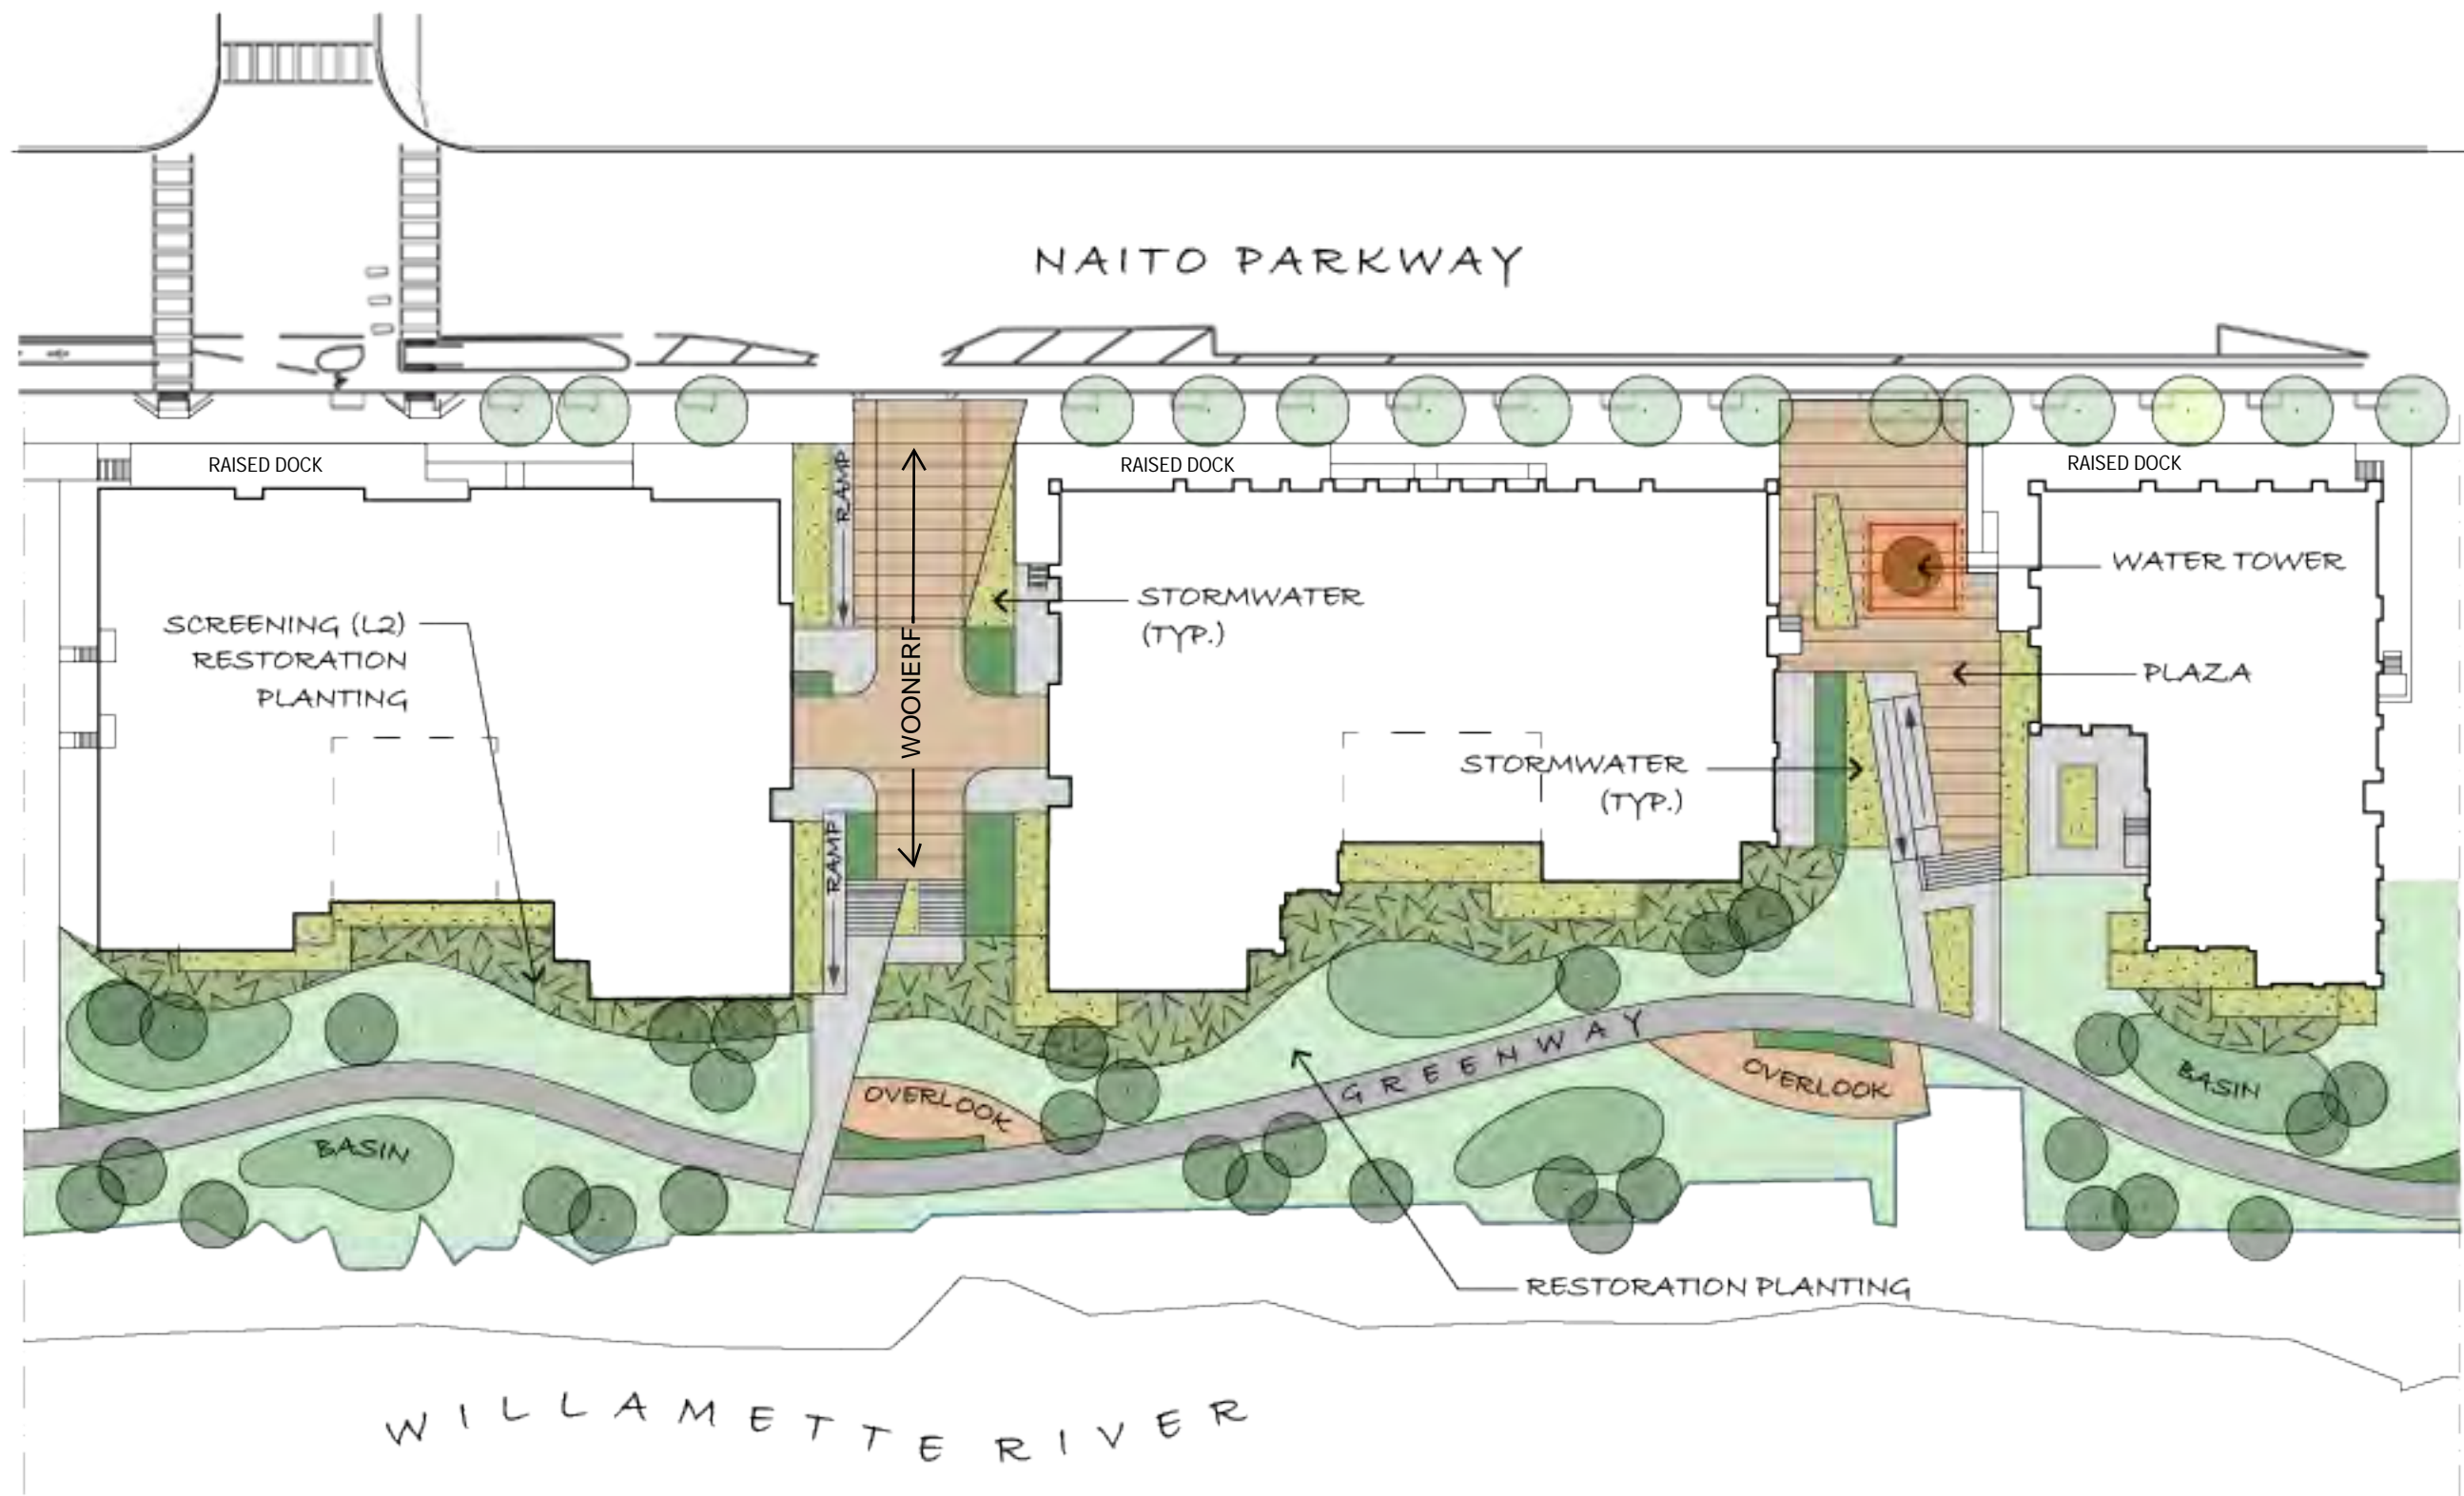 NAITO PARKWAY
RAISED DOCK
RAMP
RAISED DOCK
RAISED DOCK
WATER TOWER
STORMWATER
(TYP.)
SCREENING (L2)
RESTORATION
PLANTING
WOONERF
PLAZA
STORMWATER
(TYP.)
RAMP
GREENWAY
OVERLOOK
OVERLOOK
BASIN
BASIN
RESTORATION PLANTING
WILLAMETTE RIVER